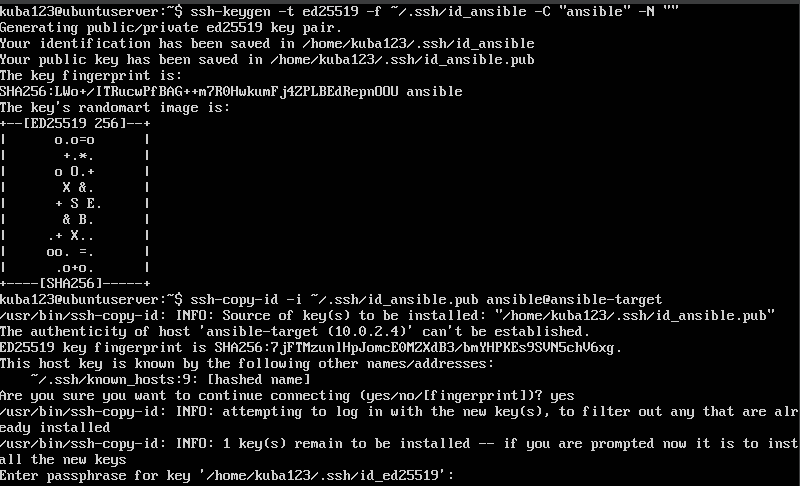 kuba123@ubuntuserver:~$ ssh-keygen -t ed25519 -f ~/.ssh/id_ansible -C "ansible" -N ""
Generating public/private ed25519 key pair.
Your identification has been saved in /home/kuba123/.ssh/id_ansible
Your public key has been saved in /home/kuba123/.ssh/id_ansible.pub
The key fingerprint is:
SHA256:LWo+/ITRucwPfBAG++m7R0HwkumFj4ZPLBEdRepnOOU ansible
The key's randomart image is:
+--[ED25519 256]--+
|      o.o=o      |
|       +.*.      |
|      o O.+      |
|       X &.      |
|      + S E.     |
|       & B.      |
|     .+ X..      |
|     oo. =.      |
|      .o+o.      |
+----[SHA256]-----+
kuba123@ubuntuserver:~$ ssh-copy-id -i ~/.ssh/id_ansible.pub ansible@ansible-target
/usr/bin/ssh-copy-id: INFO: Source of key(s) to be installed: "/home/kuba123/.ssh/id_ansible.pub"
The authenticity of host 'ansible-target (10.0.2.4)' can't be established.
ED25519 key fingerprint is SHA256:7jFTMzunlHpJomcE0MZXdB3/bmYHPKEs9SVN5chV6xg.
This host key is known by the following other names/addresses:
    ~/.ssh/known_hosts:9: [hashed name]
Are you sure you want to continue connecting (yes/no/[fingerprint])? yes
/usr/bin/ssh-copy-id: INFO: attempting to log in with the new key(s), to filter out any that are alr
eady installed
/usr/bin/ssh-copy-id: INFO: 1 key(s) remain to be installed -- if you are prompted now it is to inst
all the new keys
Enter passphrase for key '/home/kuba123/.ssh/id_ed25519':